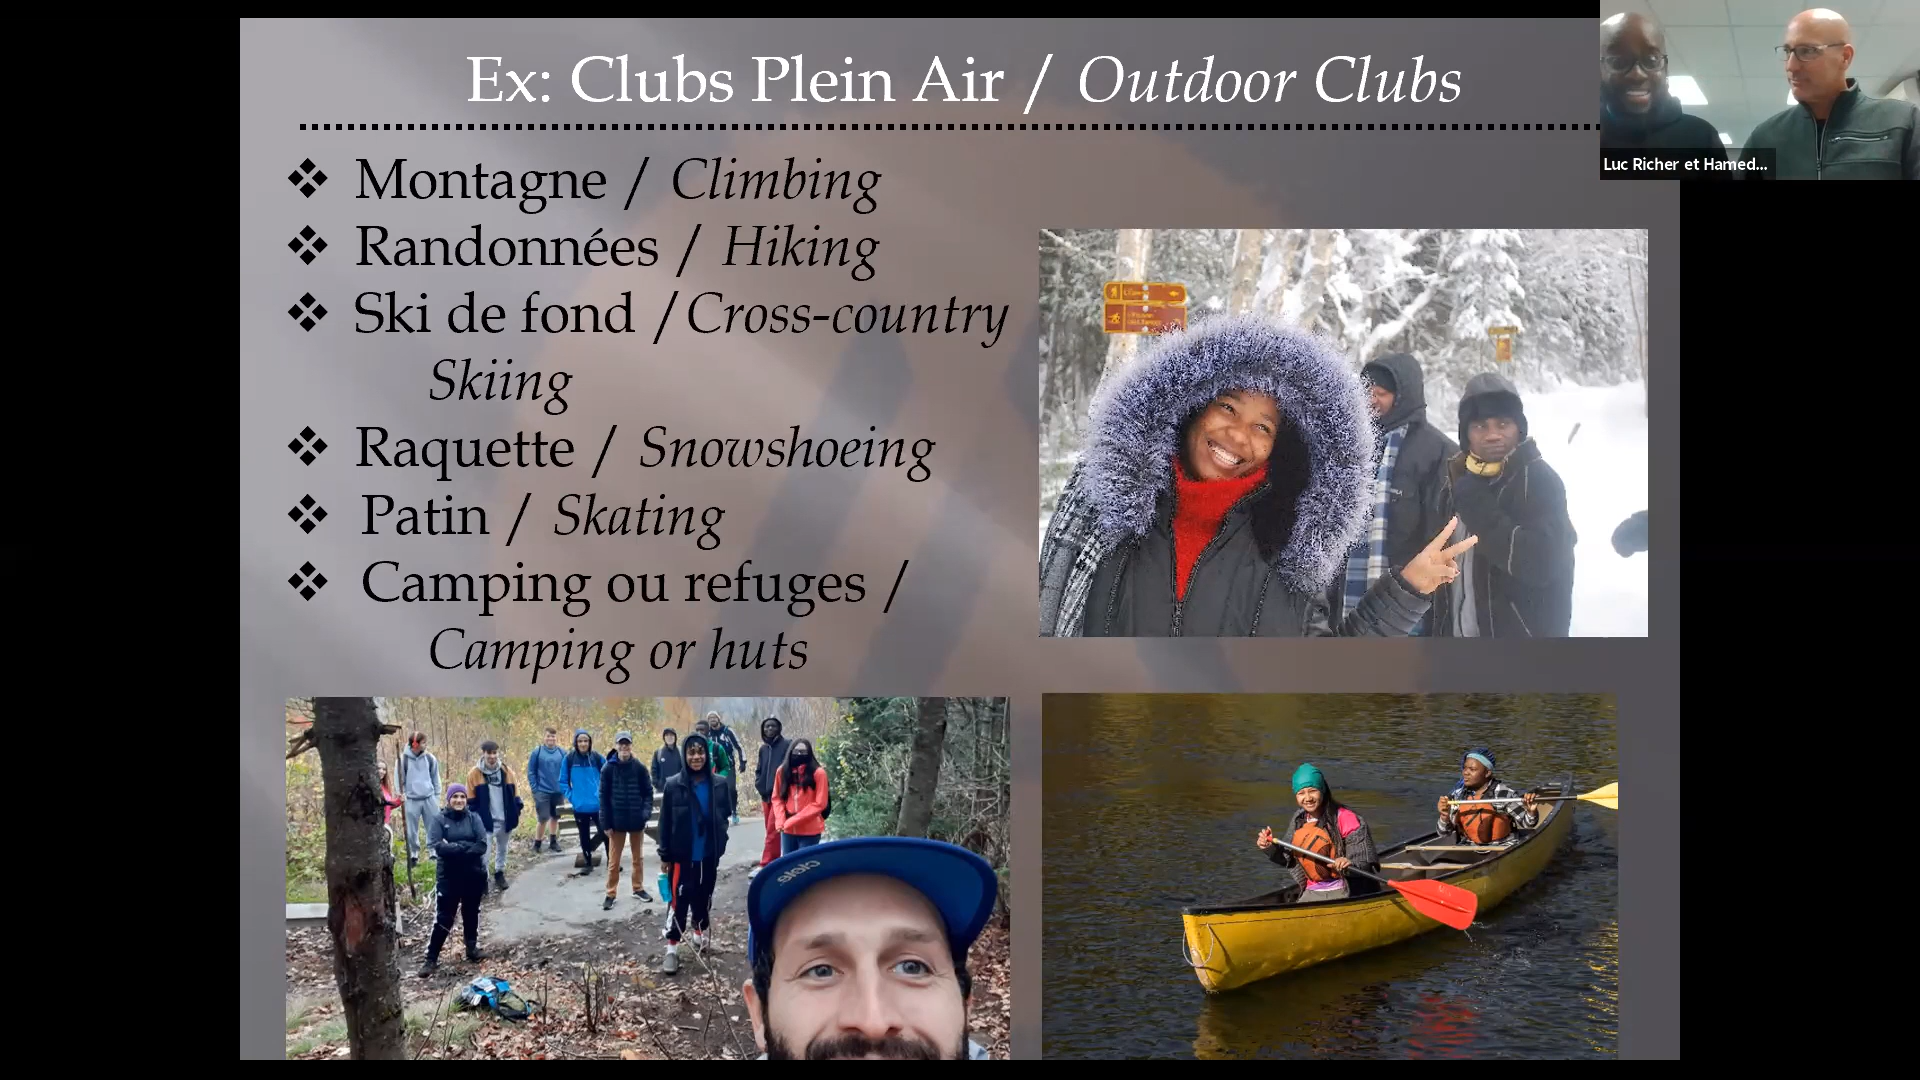 Ex: Clubs Plein Air / Outdoor Clubs
Luc Richer et Hamed...
❖ Montagne / Climbing
❖ Randonnées / Hiking
❖ Ski de fond /Cross-country
Skiing
❖ Raquette / Snowshoeing
❖ Patin / Skating
❖ Camping ou refuges /
Camping or huts
ciele